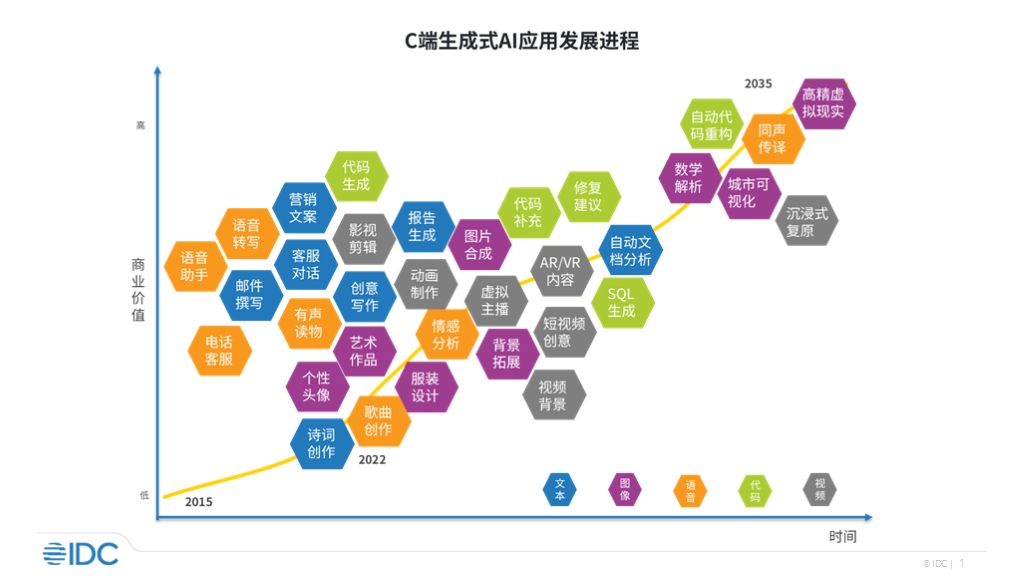 C端生成式AI应用发展进程
2035
高
高精虚
拟现实
自动代
码重构
同声
传译
数学
解析
城市可
视化
沉浸式
复原
代码
生成
修复
建议
营销
文案
代码
补充
语音
转写
影视
剪辑
报告
生成
图片
合成
自动文
档分析
语音
助手
客服
对话
AR/VR
内容
动画
制作
邮件
撰写
创意
写作
虚拟
主播
SQL
生成
商
业
价
值
有声
读物
情感
分析
短视频
创意
电话
客服
艺术
作品
背景
拓展
个性
头像
服装
设计
视频
背景
歌曲
创作
诗词
创作
2022
低
2015
文
本
图
像
语
音
代
码
视
频
时间
IDC
© IDC | 1